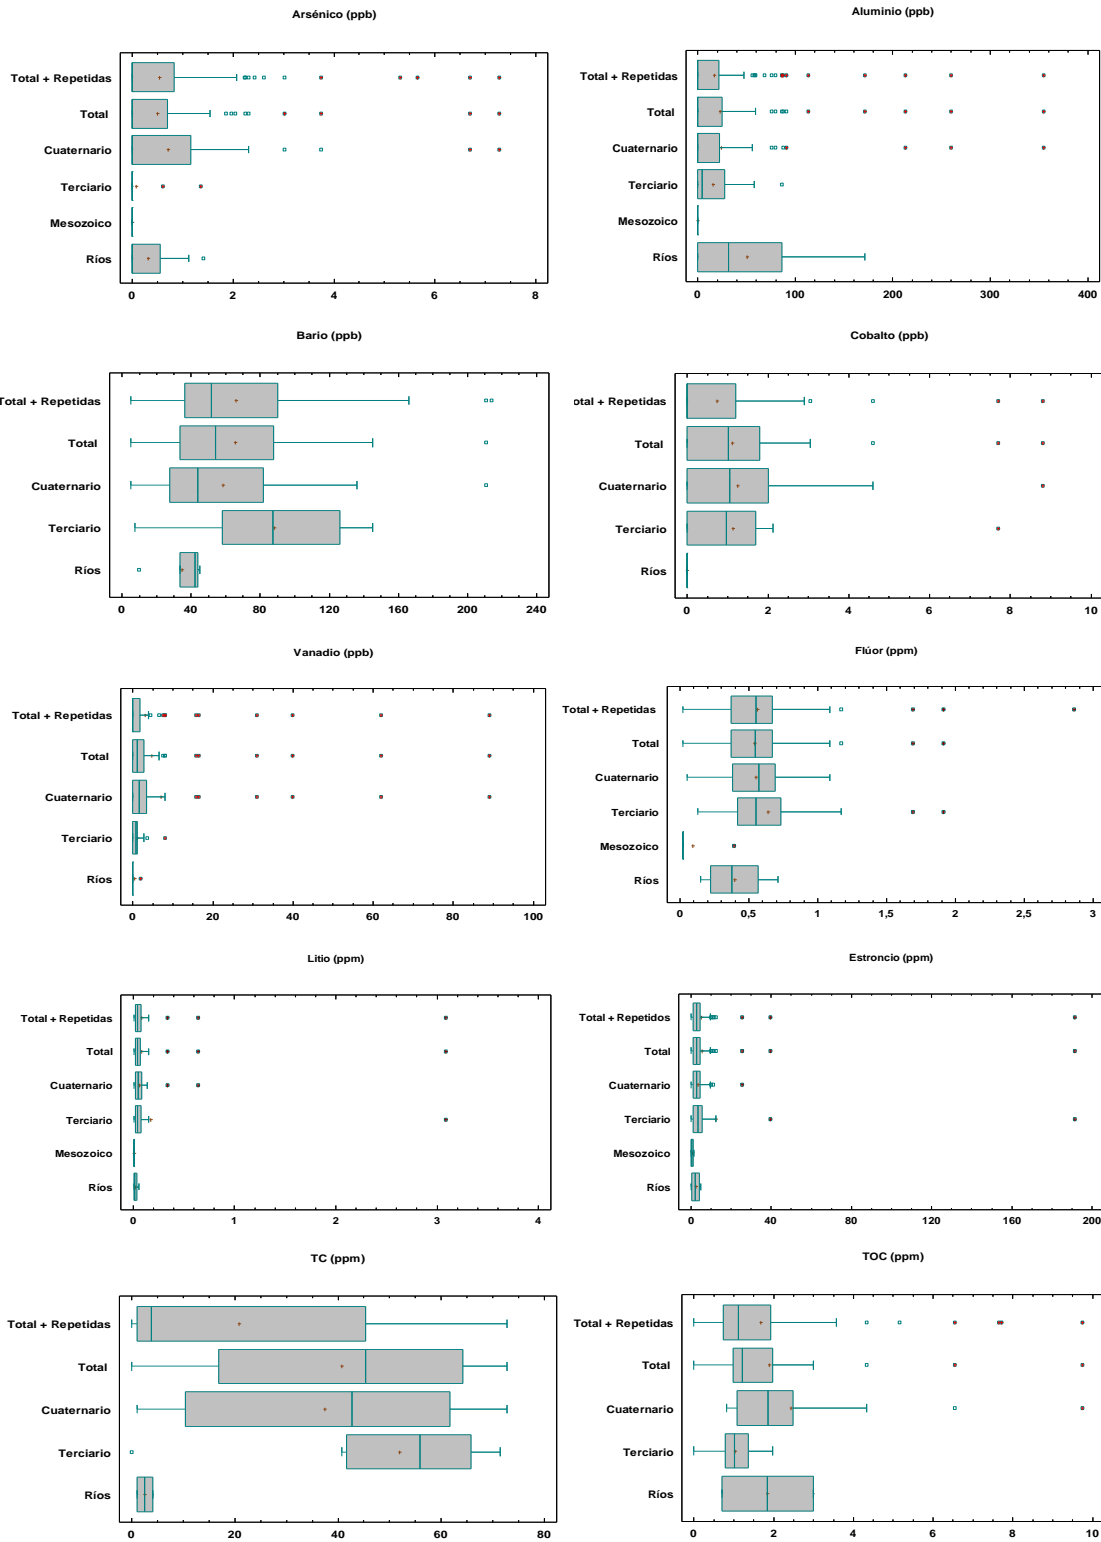 Arsénico (ppb)
Total + Repetidas
Total
Cuaternario
Terciario
Mesozoico
Ríos
0 2 4 6 8
Aluminio (ppb)
Total + Repetidas
Total
Cuaternario
Terciario
Mesozoico
Ríos
0 100 200 300 400
Bario (ppb)
Total + Repetidas
Total
Cuaternario
Terciario
Ríos
0 40 80 120 160 200 240
Cobalto (ppb)
otal + Repetidas
Total
Cuaternario
Terciario
Ríos
0 2 4 6 8 10
Vanadio (ppb)
Total + Repetidas
Total
Cuaternario
Terciario
Ríos
0 20 40 60 80 100
Flúor (ppm)
Total + Repetidas
Total
Cuaternario
Terciario
Mesozoico
Ríos
0 0,5 1 1,5 2 2,5 3
Litio (ppm)
Total + Repetidas
Total
Cuaternario
Terciario
Mesozoico
Ríos
0 1 2 3 4
Estroncio (ppm)
Total + Repetidos
Total
Cuaternario
Terciario
Mesozoico
Ríos
0 40 80 120 160 200
TC (ppm)
Total + Repetidas
Total
Cuaternario
Terciario
Ríos
0 20 40 60 80
TOC (ppm)
Total + Repetidas
Total
Cuaternario
Terciario
Ríos
0 2 4 6 8 10